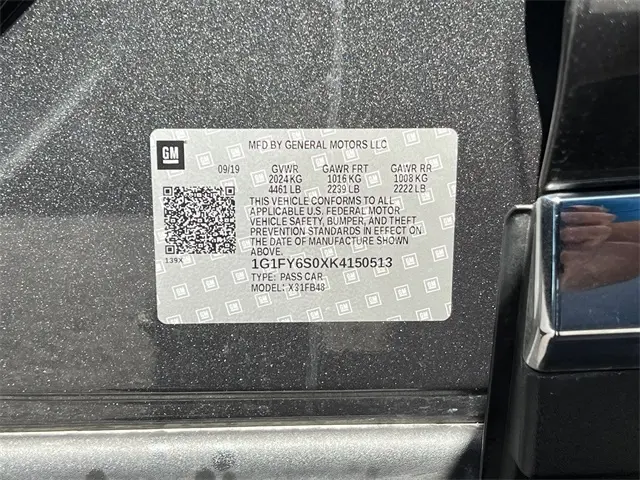 GM
MFD BY GENERAL MOTORS LLC
09/19 GVWR GAWR FRT GAWR RR
2024 KG 1016 KG 1008 KG
4461 LB 2239 LB 2222 LB
THIS VEHICLE CONFORMS TO ALL
APPLICABLE U.S. FEDERAL MOTOR
VEHICLE SAFETY, BUMPER, AND THEFT
PREVENTION STANDARDS IN EFFECT ON
THE DATE OF MANUFACTURE SHOWN
ABOVE.
139X
1G1FY6S0XK4150513
TYPE: PASS CAR
MODEL: X31FB48